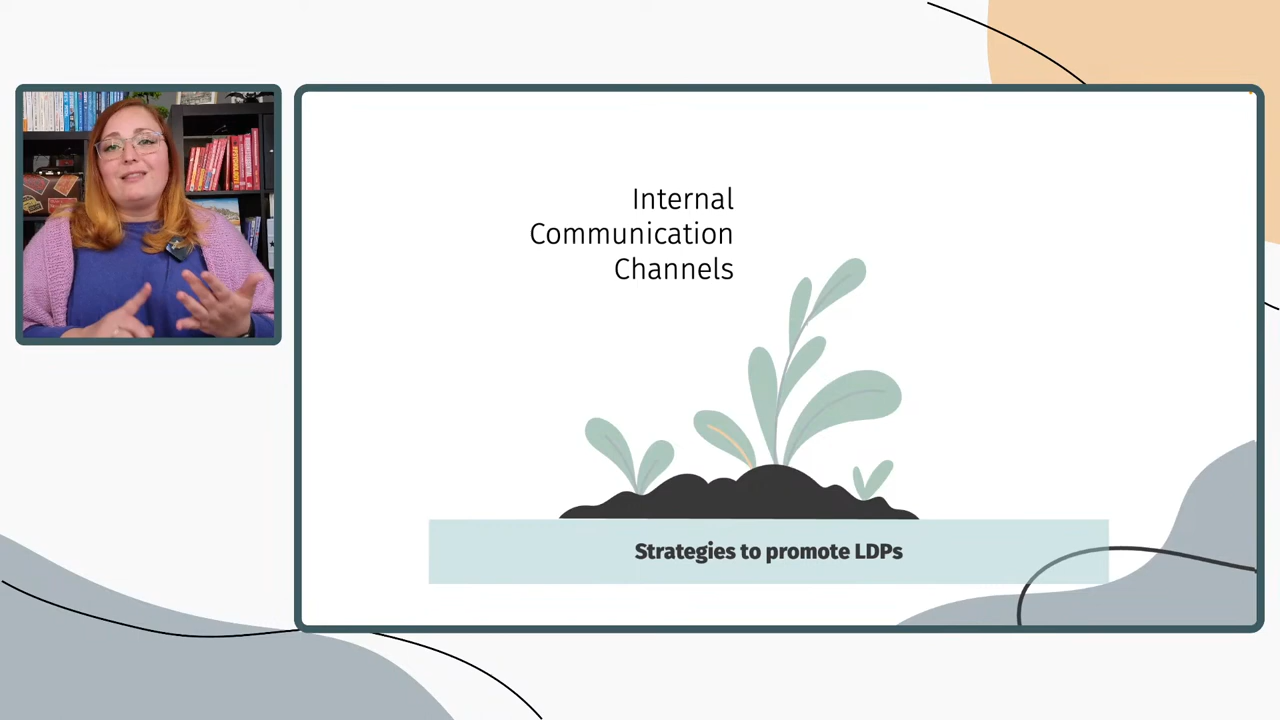 Internal
Communication
Channels
Strategies to promote LDPs